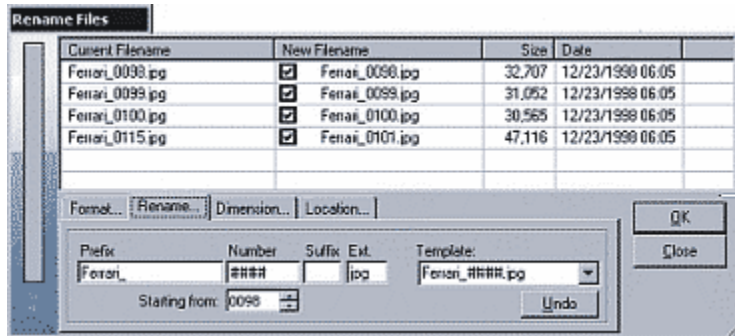 Rename Files
Current Filename New Filename Size Date
Ferrari_0098.jpg Ferrari_0098.jpg 32,707 12/23/1998 06:05
Ferrari_0099.jpg Ferrari_0099.jpg 31,052 12/23/1998 06:05
Ferrari_0100.jpg Ferrari_0100.jpg 30,565 12/23/1998 06:05
Ferrari_0115.jpg Ferrari_0101.jpg 47,116 12/23/1998 06:05
Format... Rename... Dimension... Location...
OK
Close
Prefix Number Suffix Ext. Template:
Ferrari_ #### jpg Ferrari_####.jpg
Starting from: 0098 Undo